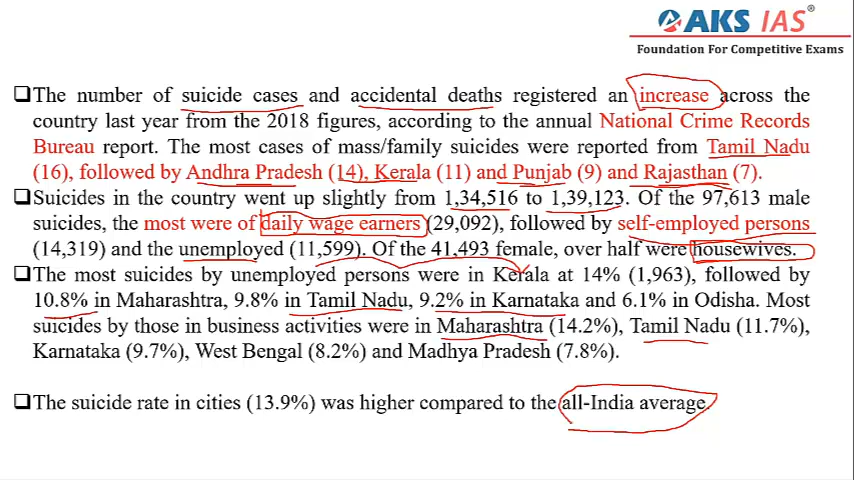 AKS IAS®
Foundation For Competitive Exams
❑The number of suicide cases and accidental deaths registered an increase across the
country last year from the 2018 figures, according to the annual National Crime Records
Bureau report. The most cases of mass/family suicides were reported from Tamil Nadu
(16), followed by Andhra Pradesh (14), Kerala (11) and Punjab (9) and Rajasthan (7).
❑Suicides in the country went up slightly from 1,34,516 to 1,39,123. Of the 97,613 male
suicides, the most were of daily wage earners (29,092), followed by self-employed persons
(14,319) and the unemployed (11,599). Of the 41,493 female, over half were housewives.
❑The most suicides by unemployed persons were in Kerala at 14% (1,963), followed by
10.8% in Maharashtra, 9.8% in Tamil Nadu, 9.2% in Karnataka and 6.1% in Odisha. Most
suicides by those in business activities were in Maharashtra (14.2%), Tamil Nadu (11.7%),
Karnataka (9.7%), West Bengal (8.2%) and Madhya Pradesh (7.8%).
❑The suicide rate in cities (13.9%) was higher compared to the all-India average.